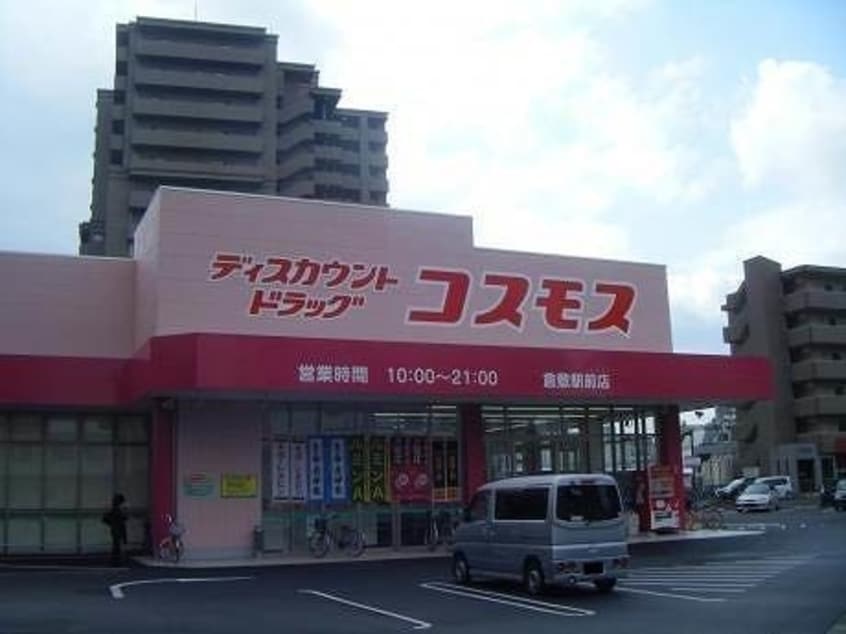 ディスカウント
ドラッグ
コスモス
営業時間 10:00～21:00 倉敷駅前店